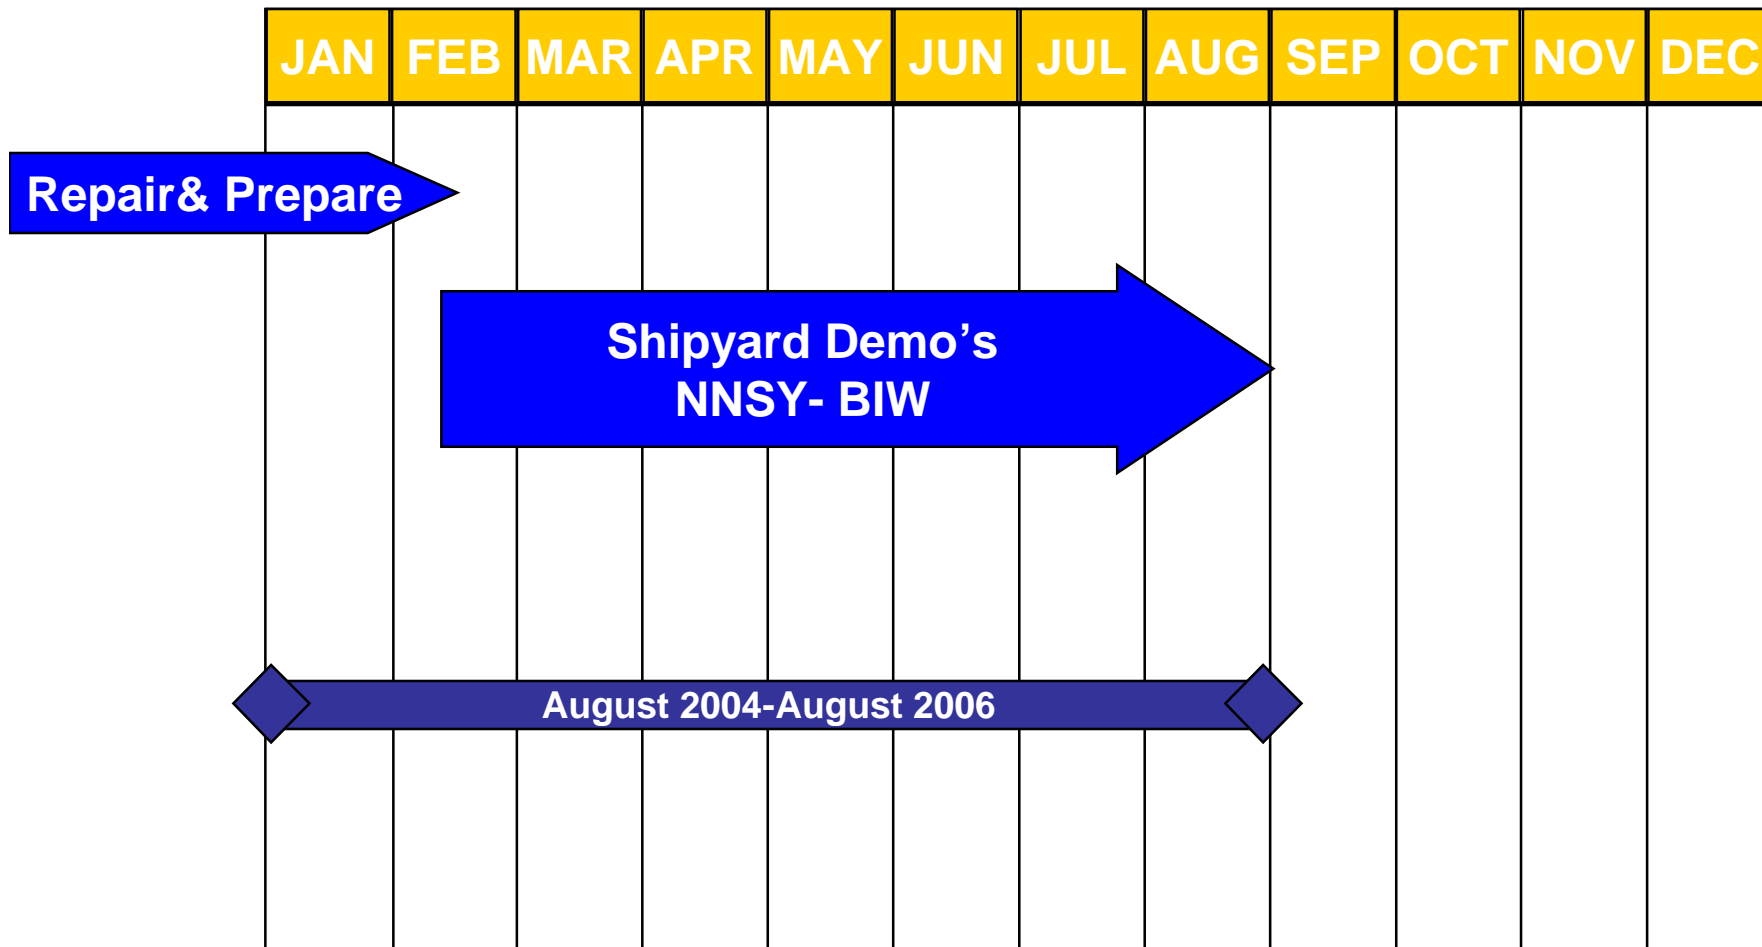 JAN FEB MAR APR MAY JUN JUL AUG SEP OCT NOV DEC
Repair& Prepare
Shipyard Demo’s
NNSY- BIW
August 2004-August 2006